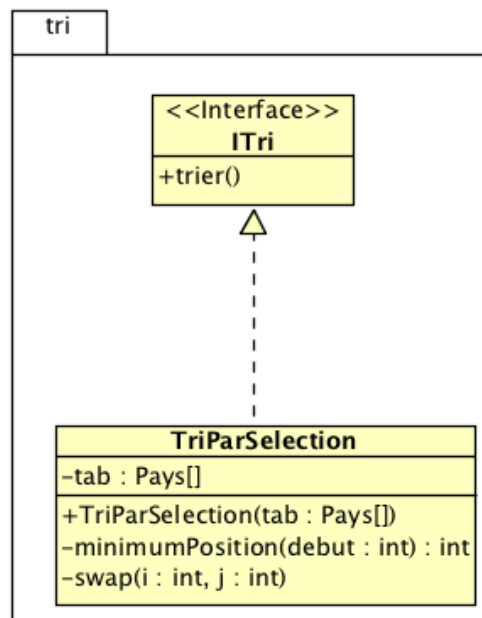 tri
<<Interface>>
ITri
+trier()
TriParSelection
-tab : Pays[]
+TriParSelection(tab : Pays[])
-minimumPosition(debut : int) : int
-swap(i : int, j : int)